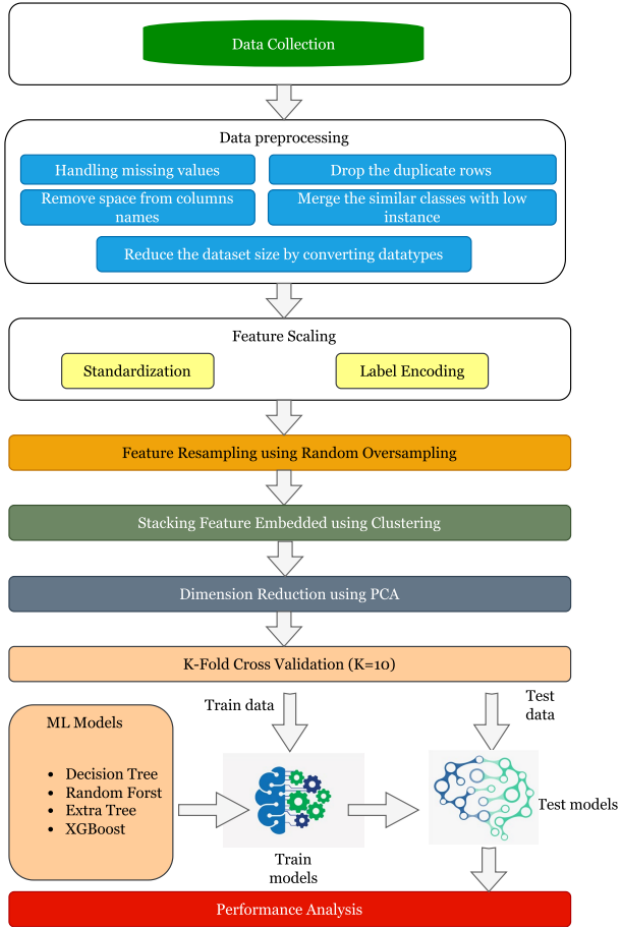 Data Collection
Data preprocessing
Handling missing values
Drop the duplicate rows
Remove space from columns
names
Merge the similar classes with low
instance
Reduce the dataset size by converting datatypes
Feature Scaling
Standardization
Label Encoding
Feature Resampling using Random Oversampling
Stacking Feature Embedded using Clustering
Dimension Reduction using PCA
K-Fold Cross Validation (K=10)
Train data
Test
data
ML Models
• Decision Tree
• Random Forst
• Extra Tree
• XGBoost
Train
models
Test models
Performance Analysis